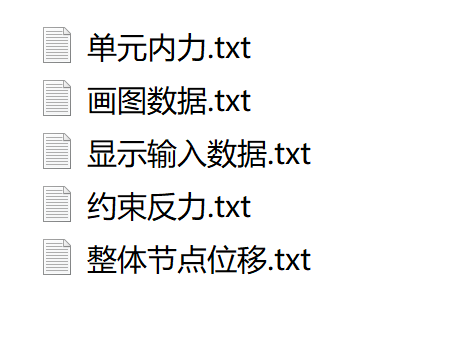 单元内力.txt
画图数据.txt
显示输入数据.txt
约束反力.txt
整体节点位移.txt